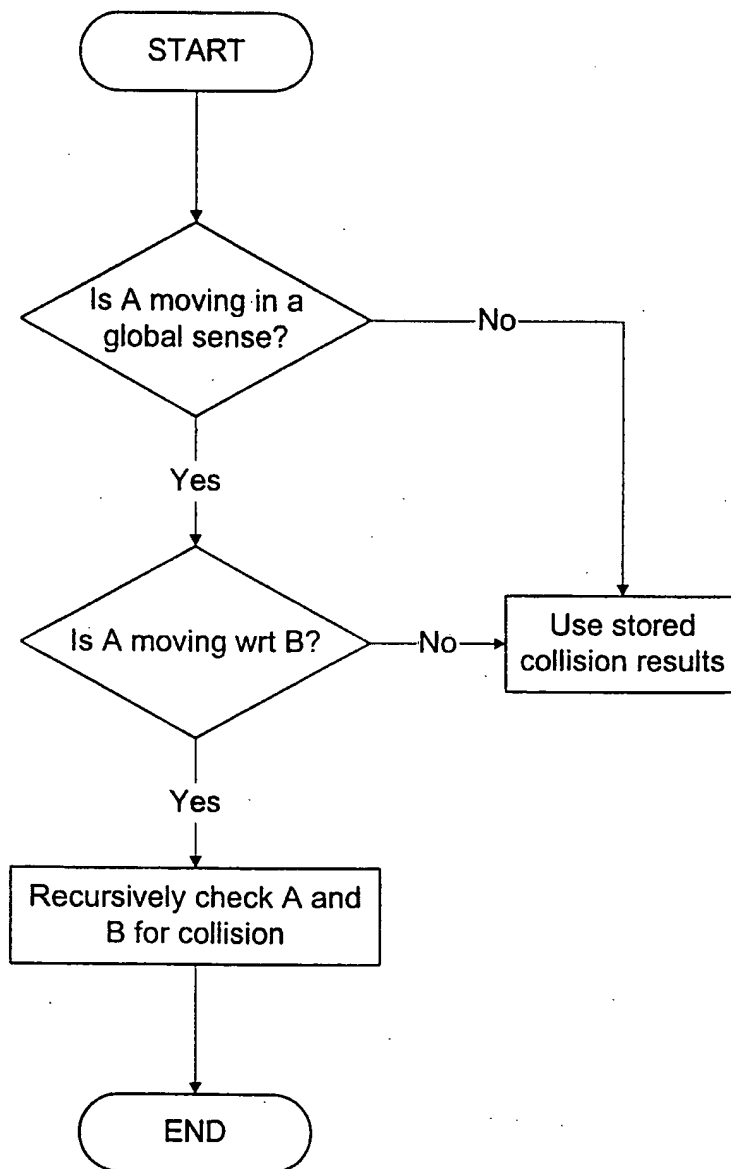 START
Is A moving in a
global sense?
No
Yes
Is A moving wrt B?
No
Use stored
collision results
Yes
Recursively check A and
B for collision
END